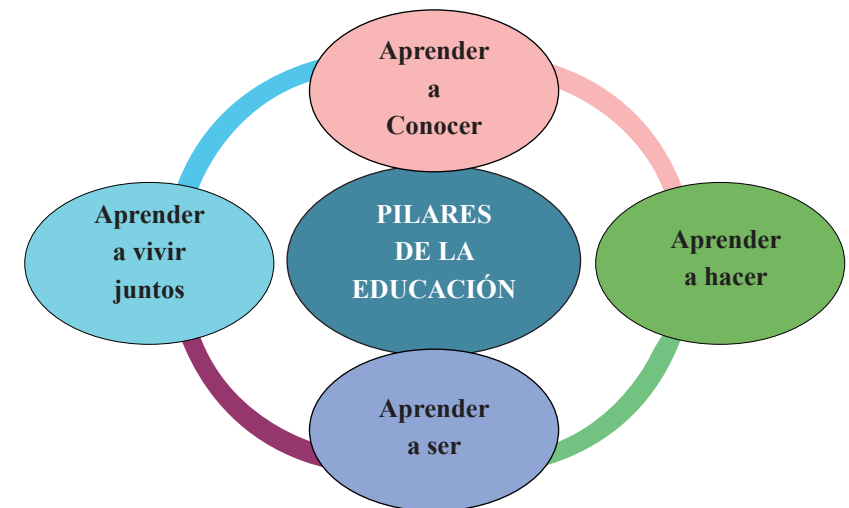 Aprender
a
Conocer
Aprender
a vivir
juntos
PILARES
DE LA
EDUCACIÓN
Aprender
a hacer
Aprender
a ser